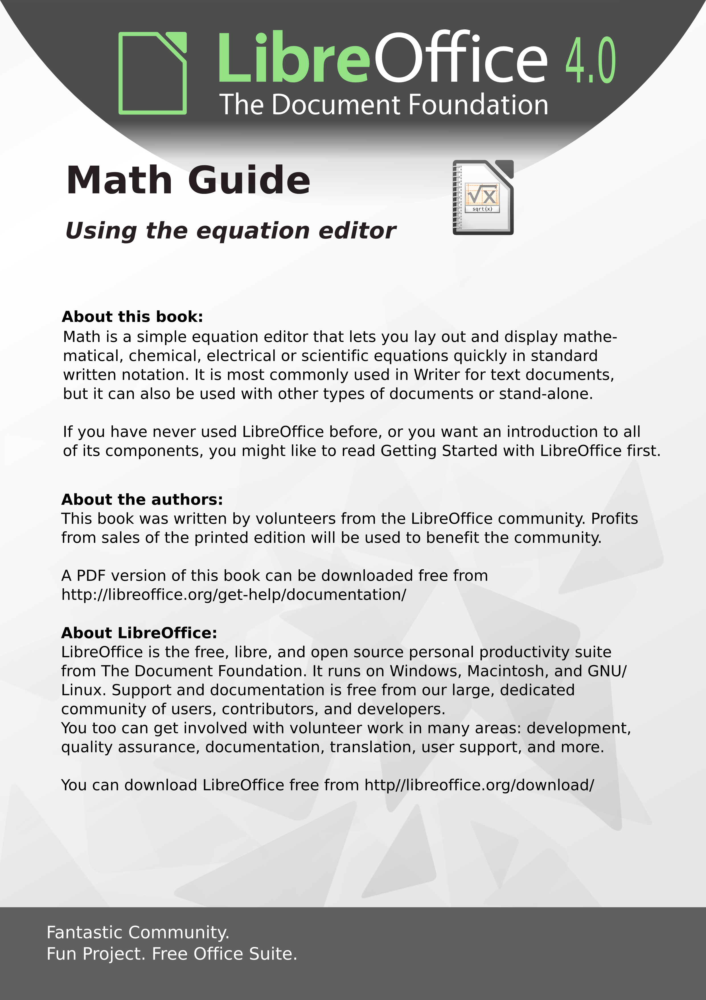 LibreOffice 4.0
The Document Foundation
Math Guide
√x
sqrt{x}
Using the equation editor
About this book:
Math is a simple equation editor that lets you lay out and display mathe-
matical, chemical, electrical or scientific equations quickly in standard
written notation. It is most commonly used in Writer for text documents,
but it can also be used with other types of documents or stand-alone.
If you have never used LibreOffice before, or you want an introduction to all
of its components, you might like to read Getting Started with LibreOffice first.
About the authors:
This book was written by volunteers from the LibreOffice community. Profits
from sales of the printed edition will be used to benefit the community.
A PDF version of this book can be downloaded free from
http://libreoffice.org/get-help/documentation/
About LibreOffice:
LibreOffice is the free, libre, and open source personal productivity suite
from The Document Foundation. It runs on Windows, Macintosh, and GNU/
Linux. Support and documentation is free from our large, dedicated
community of users, contributors, and developers.
You too can get involved with volunteer work in many areas: development,
quality assurance, documentation, translation, user support, and more.
You can download LibreOffice free from http//libreoffice.org/download/
Fantastic Community.
Fun Project. Free Office Suite.